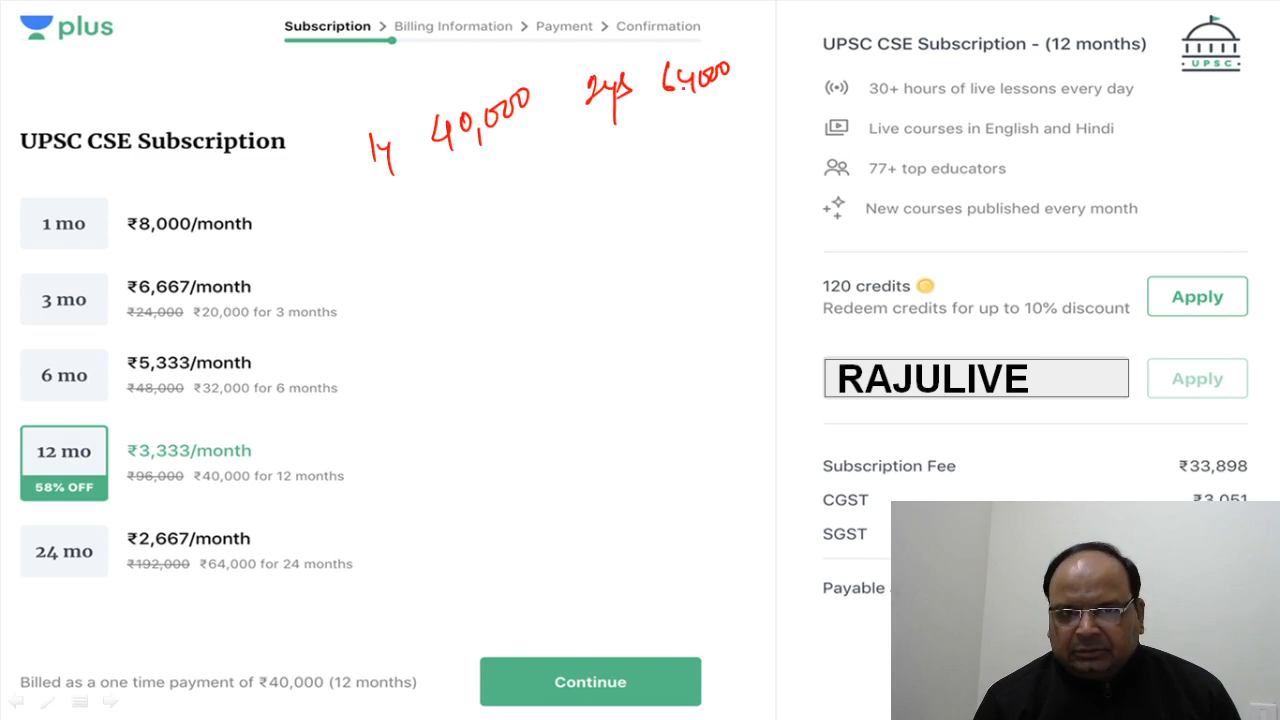 plus
Subscription > Billing Information > Payment > Confirmation
1y 40,000 2ys 64000
UPSC CSE Subscription
1 mo ₹8,000/month
3 mo ₹6,667/month
₹24,000 ₹20,000 for 3 months
6 mo ₹5,333/month
₹48,000 ₹32,000 for 6 months
12 mo ₹3,333/month
58% OFF ₹96,000 ₹40,000 for 12 months
24 mo ₹2,667/month
₹192,000 ₹64,000 for 24 months
Billed as a one time payment of ₹40,000 (12 months)
Continue
UPSC CSE Subscription - (12 months)
UPSC
30+ hours of live lessons every day
Live courses in English and Hindi
77+ top educators
New courses published every month
120 credits
Redeem credits for up to 10% discount
Apply
RAJULIVE
Apply
Subscription Fee ₹33,898
CGST ₹3,051
SGST
Payable